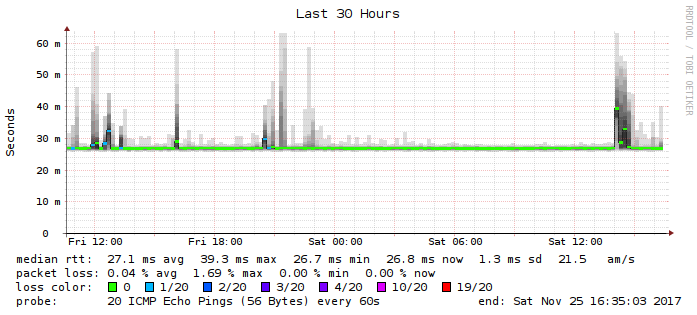 Last 30 Hours
RRDTOOL / TOBI OETIKER
Seconds
60 m
50 m
40 m
30 m
20 m
10 m
0
Fri 12:00 Fri 18:00 Sat 00:00 Sat 06:00 Sat 12:00
median rtt: 27.1 ms avg 39.3 ms max 26.7 ms min 26.8 ms now 1.3 ms sd 21.5 am/s
packet loss: 0.04 % avg 1.69 % max 0.00 % min 0.00 % now
loss color: 0 1/20 2/20 3/20 4/20 10/20 19/20
probe: 20 ICMP Echo Pings (56 Bytes) every 60s end: Sat Nov 25 16:35:03 2017